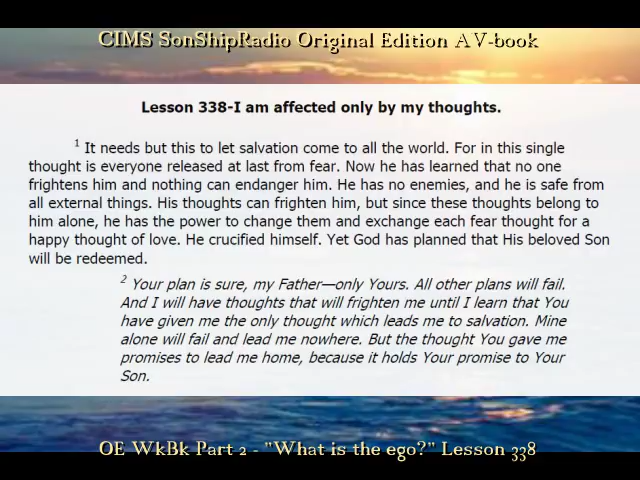 CIMS SonShipRadio Original Edition AV-book
Lesson 338-I am affected only by my thoughts.
1 It needs but this to let salvation come to all the world. For in this single
thought is everyone released at last from fear. Now he has learned that no one
frightens him and nothing can endanger him. He has no enemies, and he is safe from
all external things. His thoughts can frighten him, but since these thoughts belong to
him alone, he has the power to change them and exchange each fear thought for a
happy thought of love. He crucified himself. Yet God has planned that His beloved Son
will be redeemed.
2 Your plan is sure, my Father—only Yours. All other plans will fail.
And I will have thoughts that will frighten me until I learn that You
have given me the only thought which leads me to salvation. Mine
alone will fail and lead me nowhere. But the thought You gave me
promises to lead me home, because it holds Your promise to Your
Son.
OE WkBk Part 2 - "What is the ego?" Lesson 338